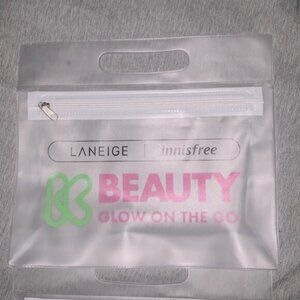 LANEIGE | innisfree
K BEAUTY
GLOW ON THE GO